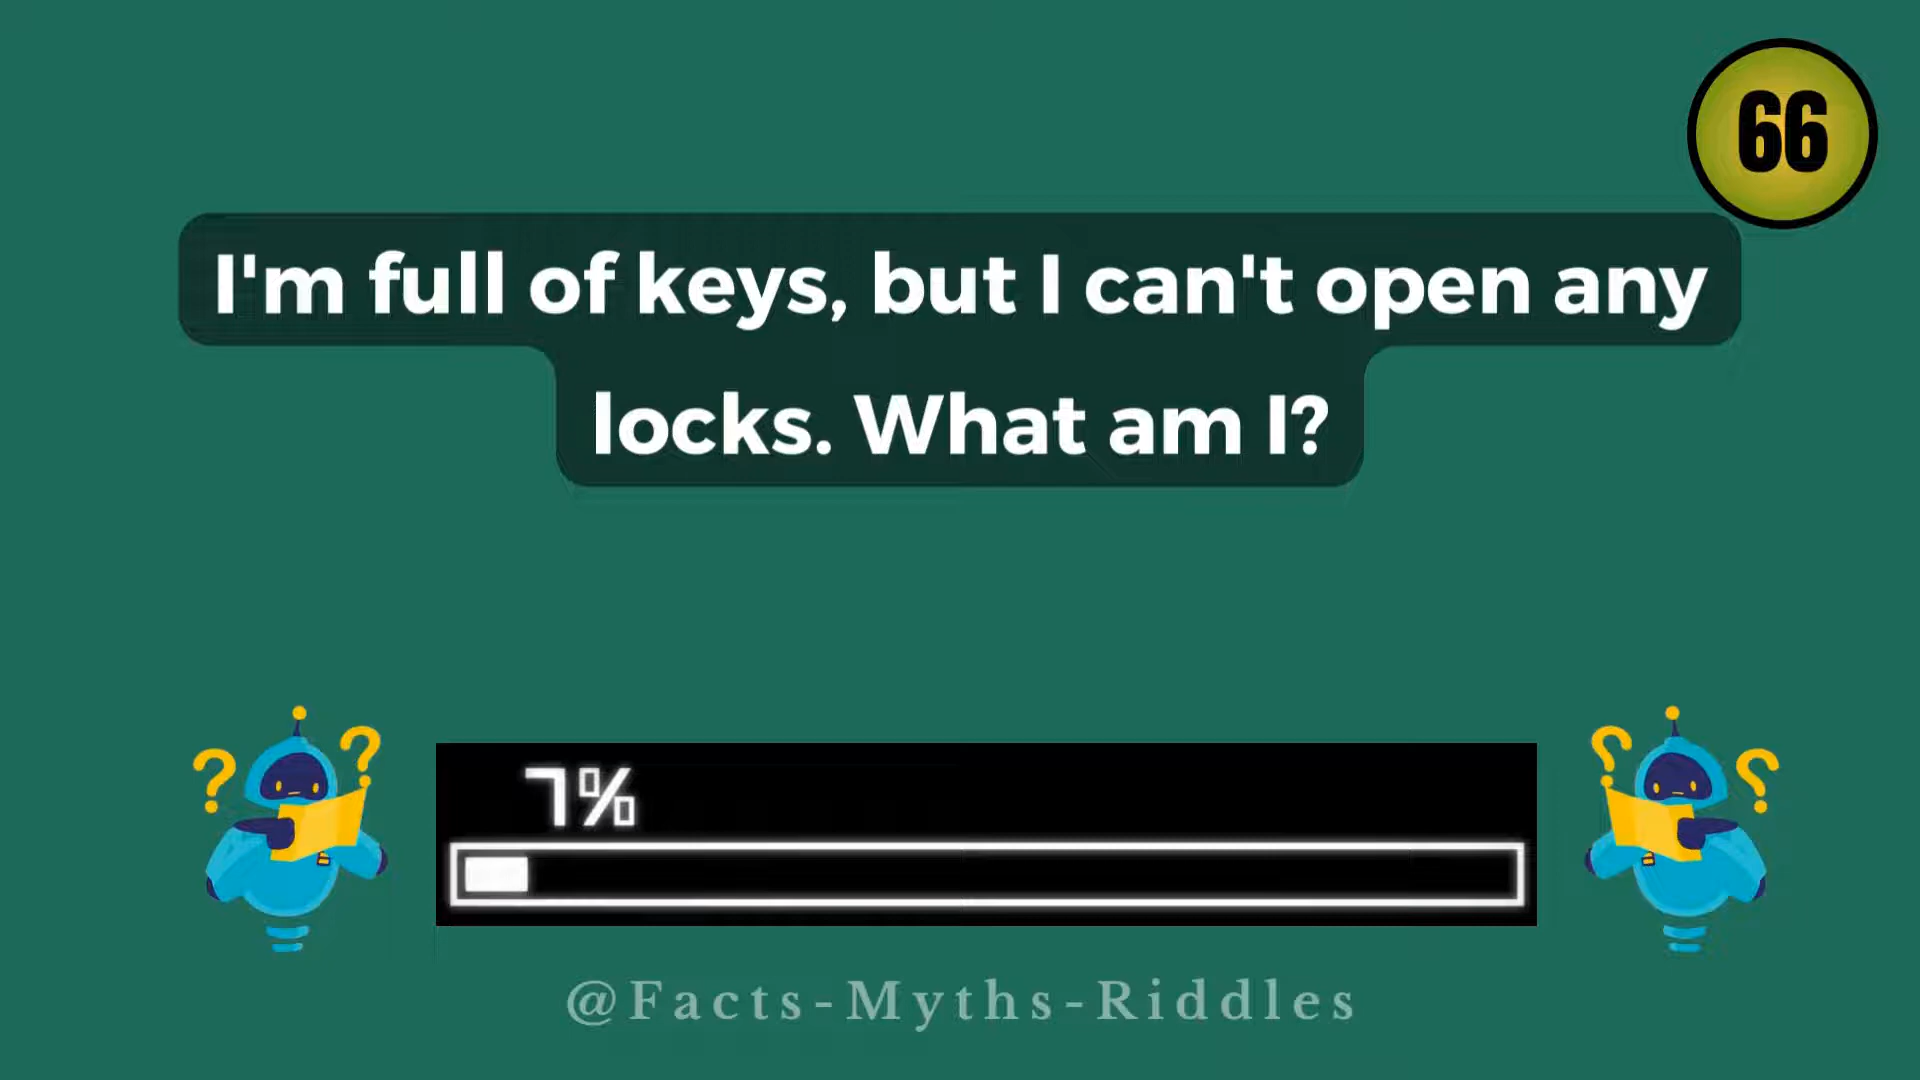 66
I'm full of keys, but I can't open any
locks. What am I?
7%
@Facts-Myths-Riddles